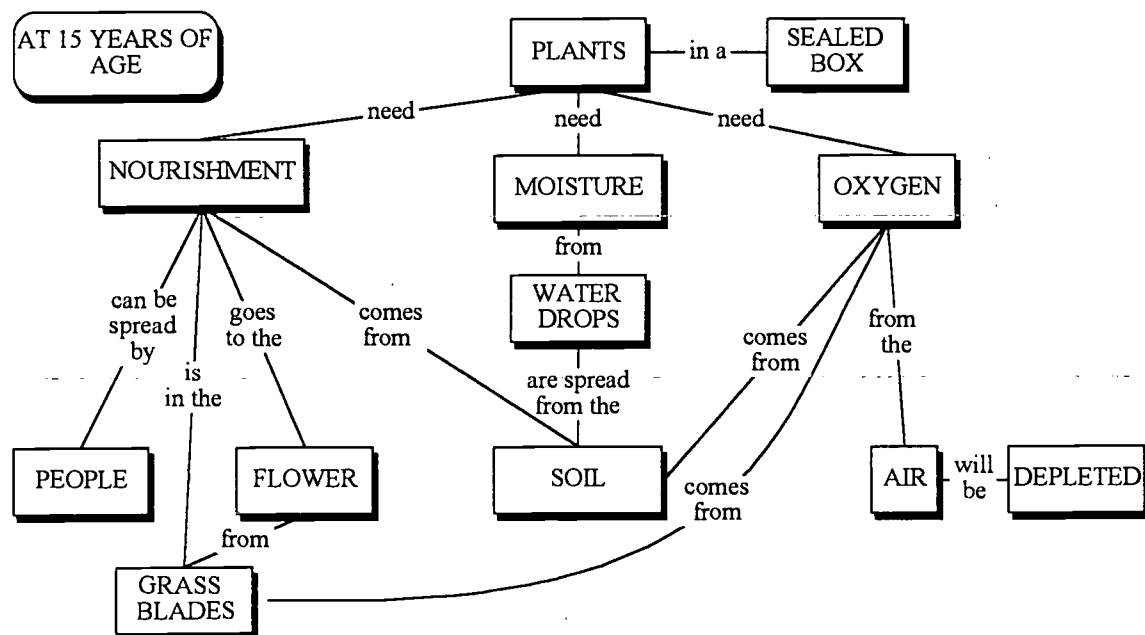 AT 15 YEARS OF
AGE
PLANTS
in a
SEALED
BOX
need
need
need
NOURISHMENT
MOISTURE
OXYGEN
from
can be
spread
by
goes
to the
comes
from
WATER
DROPS
comes
from
from
the
is
in the
are spread
from the
PEOPLE
FLOWER
SOIL
comes
from
AIR
will
be
DEPLETED
from
GRASS
BLADES